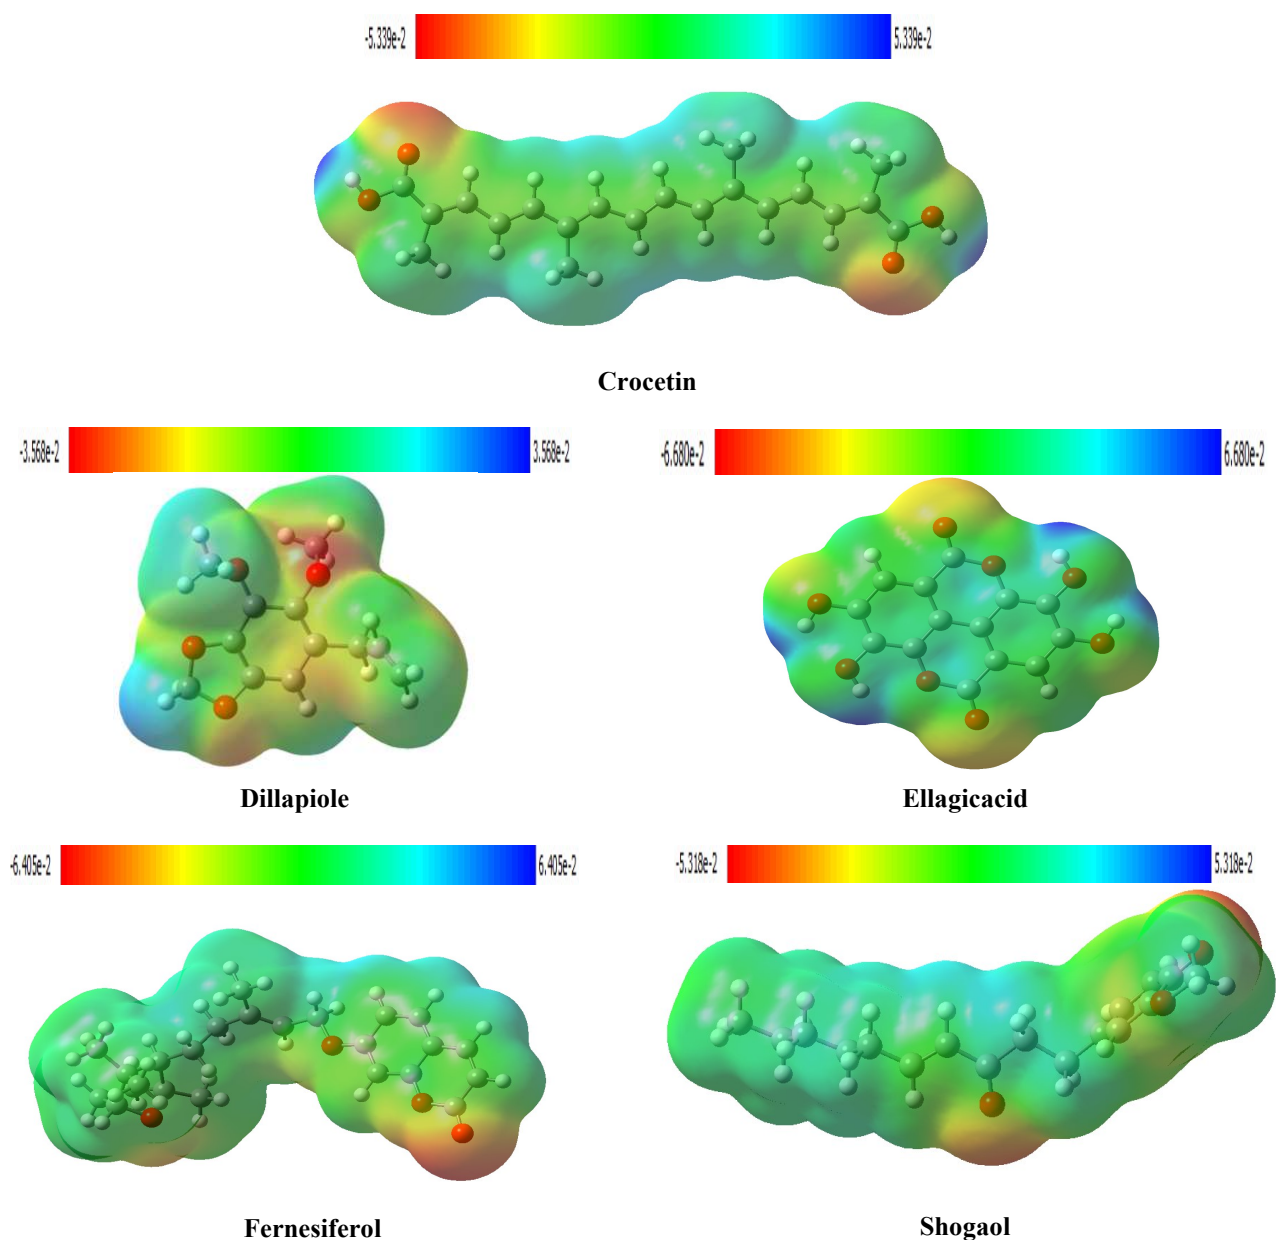 -5.339e-2 5.339e-2
Crocetin
-3.568e-2 3.568e-2 -6.680e-2 6.680e-2
Dillapiole Ellagicacid
-6.405e-2 6.405e-2 -5.318e-2 5.318e-2
Fernesiferol Shogaol